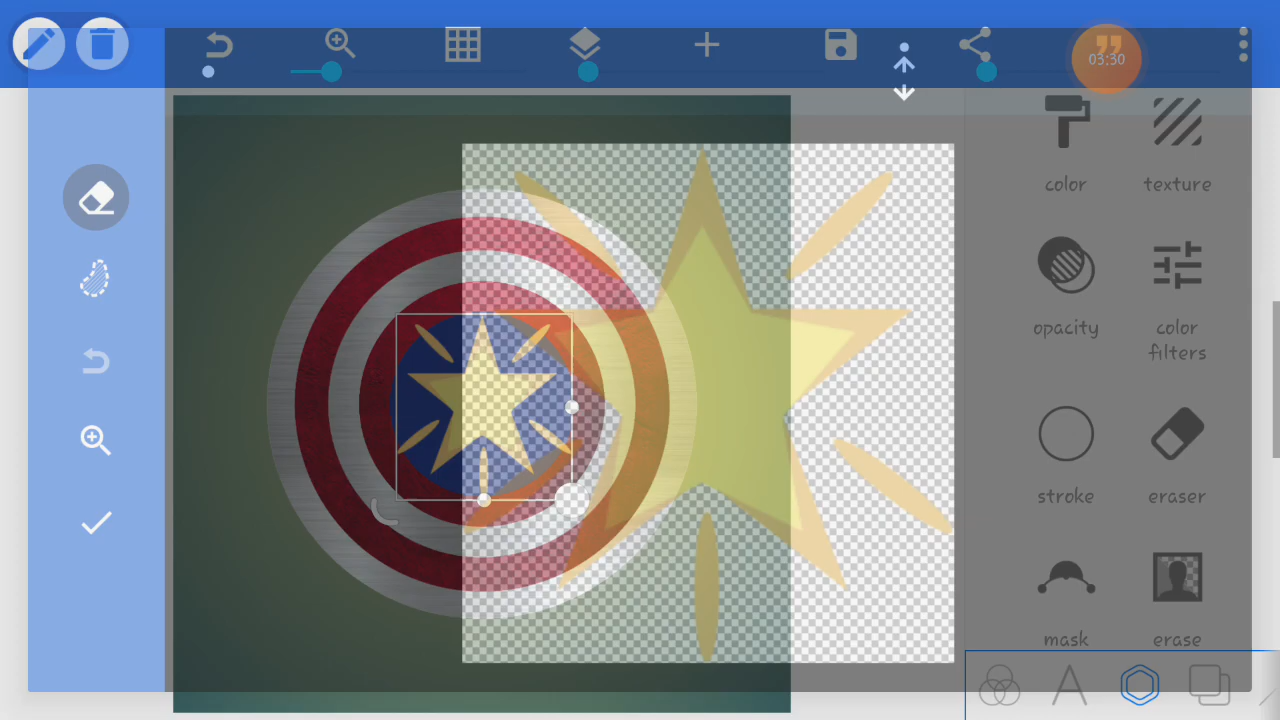 03:30
color
texture
opacity
color
filters
stroke
eraser
mask
erase